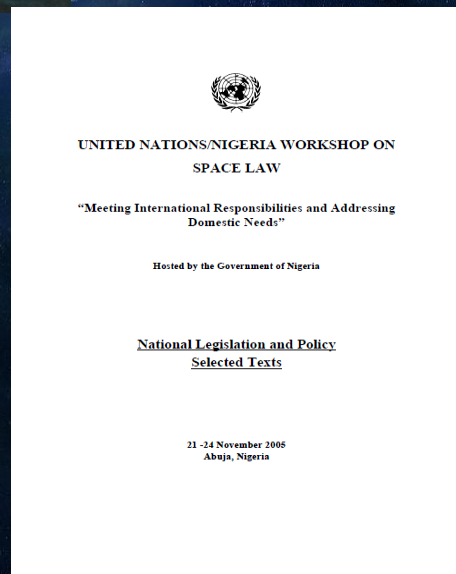 UNITED NATIONS/NIGERIA WORKSHOP ON
SPACE LAW
“Meeting International Responsibilities and Addressing
Domestic Needs”
Hosted by the Government of Nigeria
National Legislation and Policy
Selected Texts
21 -24 November 2005
Abuja, Nigeria